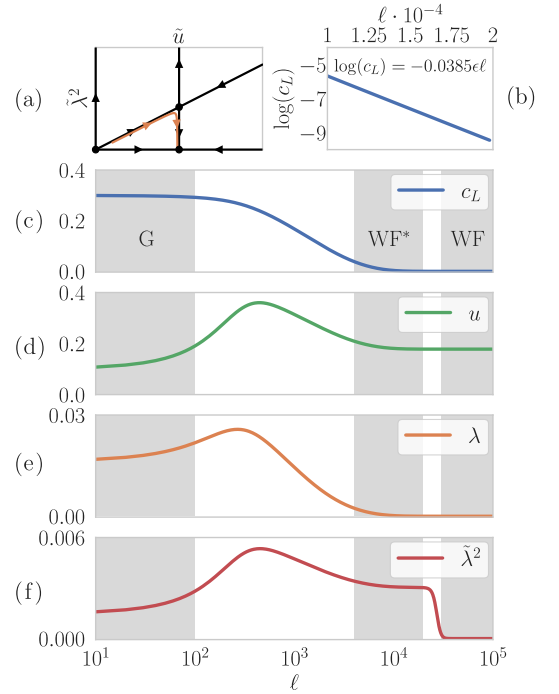 ũ
ℓ · 10⁻⁴
1 1.25 1.5 1.75 2
(a)
λ̃²
log(c_L)
-5
-7
-9
log(c_L) = −0.0385ϵℓ
(b)
(c)
0.4
0.2
0.0
G
WF*
WF
c_L
(d)
0.4
0.2
0.0
u
(e)
0.03
0.00
λ
(f)
0.006
0.000
λ̃²
10¹ 10² 10³ 10⁴ 10⁵
ℓ